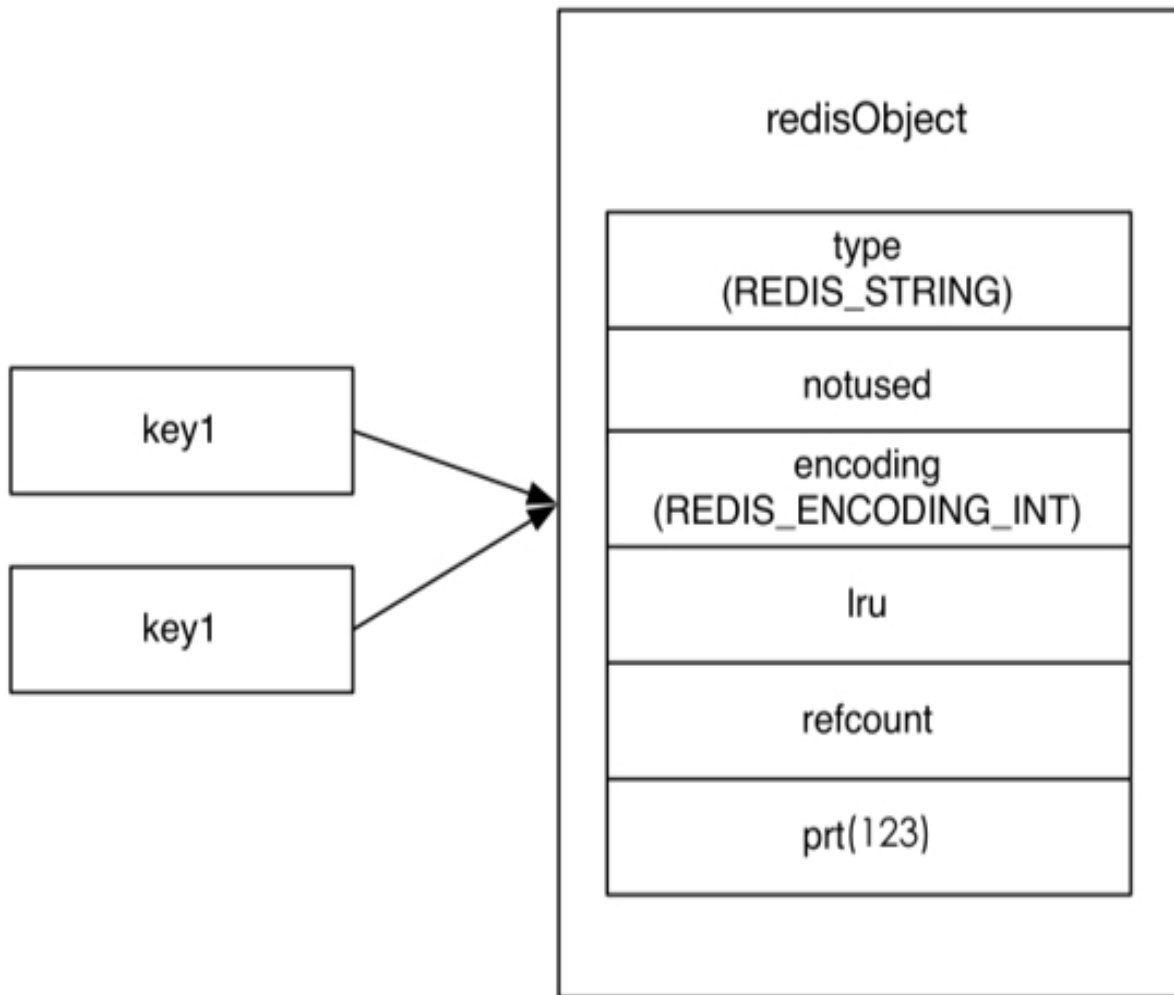 redisObject
type
(REDIS_STRING)
notused
encoding
(REDIS_ENCODING_INT)
lru
refcount
prt(123)
key1
key1